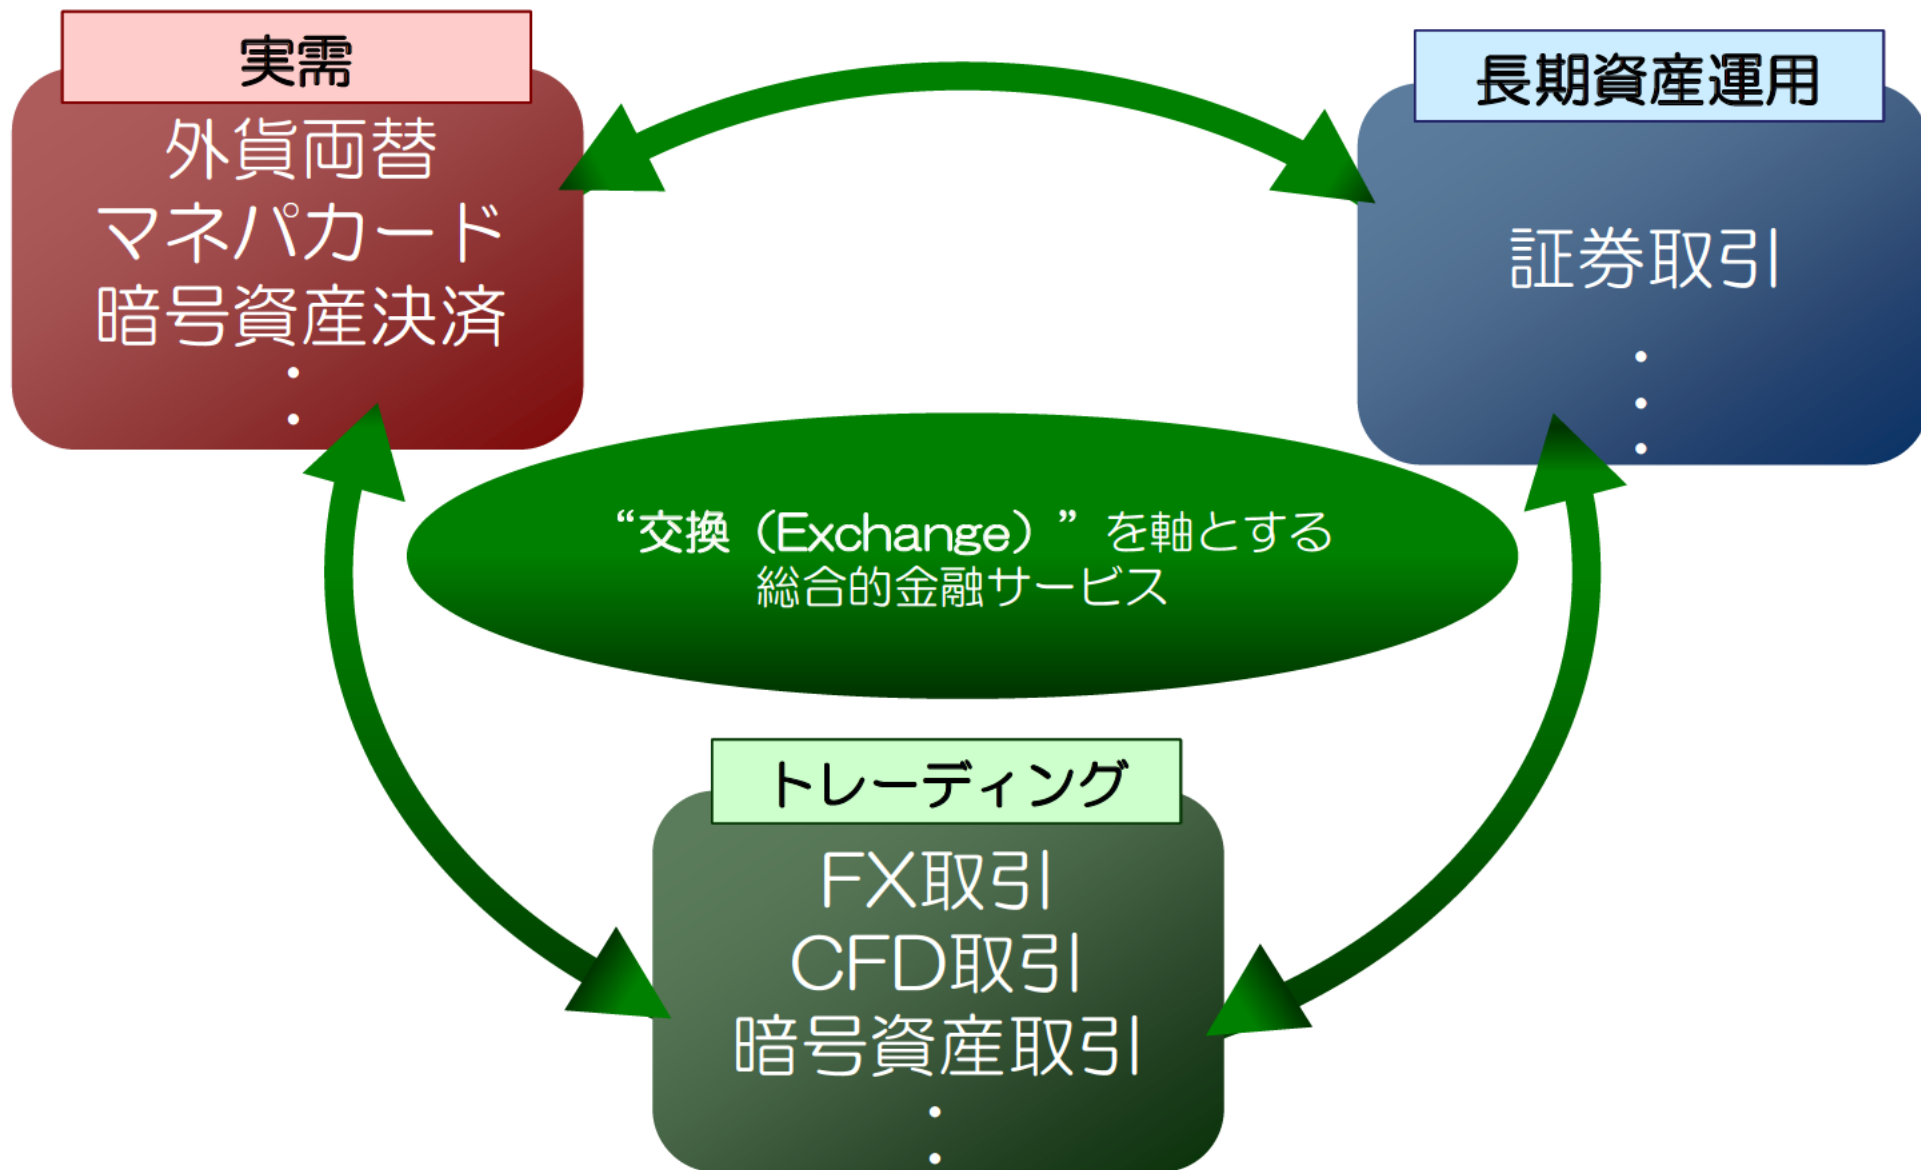 実需
外貨両替
マネパカード
暗号資産決済
・
・
長期資産運用
証券取引
・
・
・
“交換（Exchange）”を軸とする
総合的金融サービス
トレーディング
FX取引
CFD取引
暗号資産取引
・
・